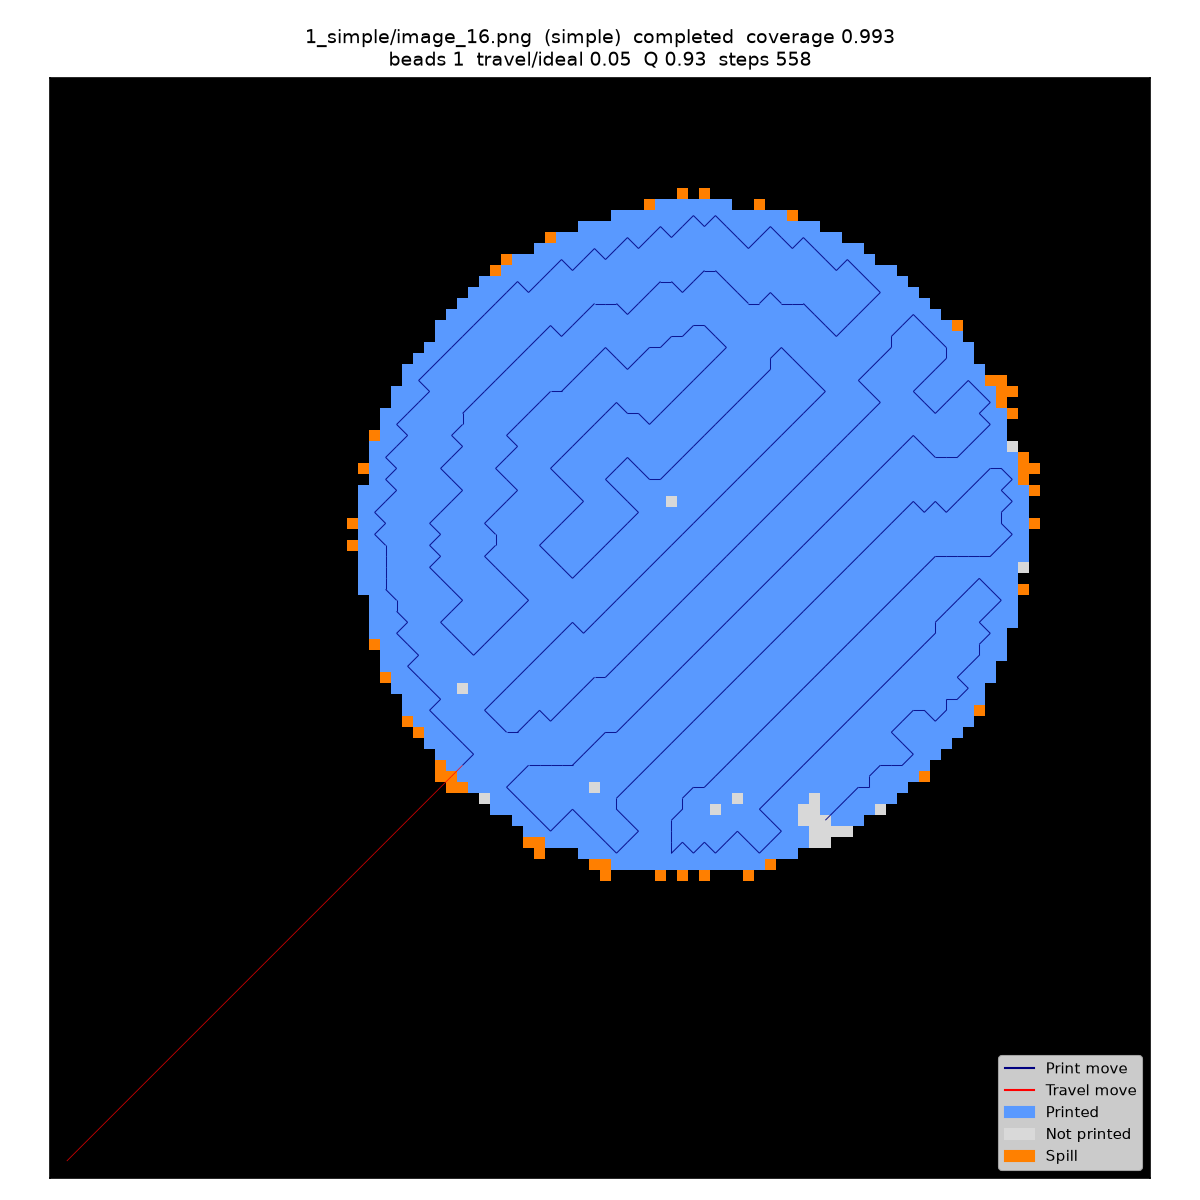 1_simple/image_16.png  (simple)  completed  coverage 0.993
beads 1  travel/ideal 0.05  Q 0.93  steps 558
Print move
Travel move
Printed
Not printed
Spill